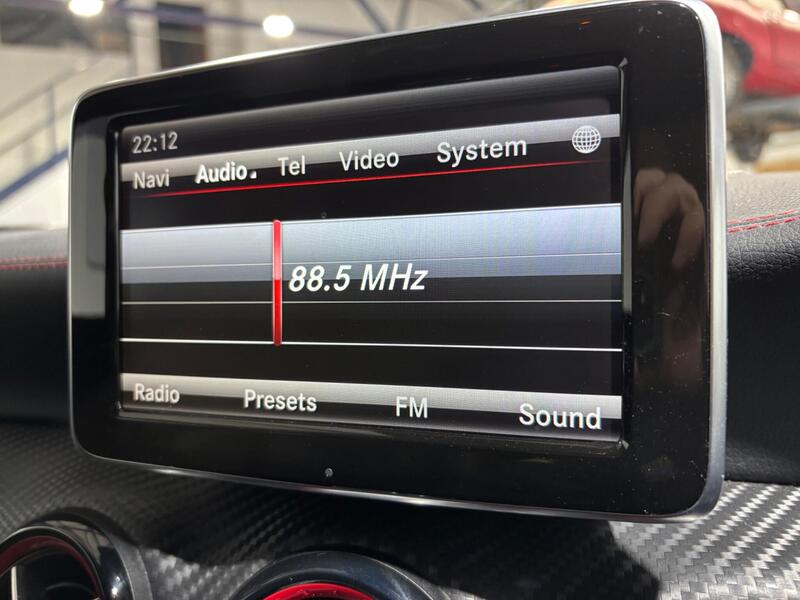 22:12
Navi Audio Tel Video System
88.5 MHz
Radio Presets FM Sound